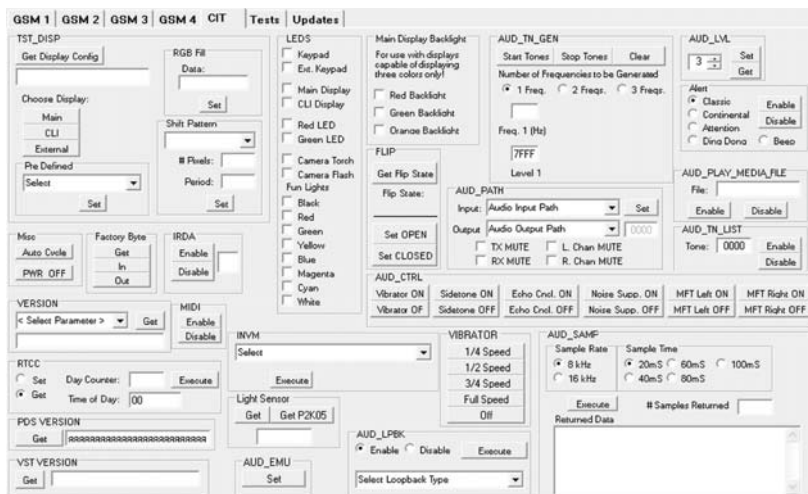 GSM 1 GSM 2 GSM 3 GSM 4 CIT Tests Updates
TST_DISP
Get Display Config
Choose Display:
Main
CLI
External
Pre Defined
Select
Set
RGB Fill
Data:
Set
Shift Pattern
# Pixels:
Period:
Set
LEDS
Keypad
Ext. Keypad
Main Display
CLI Display
Red LED
Green LED
Camera Torch
Camera Flash
Fun Lights
Black
Red
Green
Yellow
Blue
Magenta
Cyan
White
Main Display Backlight
For use with displays
capable of displaying
three colors only!
Red Backlight
Green Backlight
Orange Backlight
FLIP
Get Flip State
Flip State:
Set OPEN
Set CLOSED
AUD_TN_GEN
Start Tones Stop Tones Clear
Number of Frequencies to be Generated
1 Freq. 2 Freqs. 3 Freqs.
Freq. 1 (Hz)
7FFF
Level 1
AUD_LVL
3 Set
Get
Alert
Classic Enable
Continental Disable
Attention
Ding Dong Beep
AUD_PLAY_MEDIA_FILE
File:
Enable Disable
AUD_PATH
Input: Audio Input Path Set
Output Audio Output Path 0000
TX MUTE L. Chan MUTE
RX MUTE R. Chan MUTE
AUD_TN_LIST
Tone: 0000 Enable
Disable
Misc
Auto Cycle
PWR OFF
Factory Byte
Get
In
Out
IRDA
Enable
Disable
AUD_CTRL
Vibrator ON Sidetone ON Echo Cncl. ON Noise Supp. ON MFT Left ON MFT Right ON
Vibrator OF Sidetone OFF Echo Cncl. OFF Noise Supp. OFF MFT Left OFF MFT Right OFF
VERSION
< Select Parameter > Get
MIDI
Enable
Disable
INVM
Select
Execute
VIBRATOR
1/4 Speed
1/2 Speed
3/4 Speed
Full Speed
Off
AUD_SAMP
Sample Rate
8 kHz
16 kHz
Sample Time
20mS 60mS 100mS
40mS 80mS
Execute # Samples Returned
Returned Data
RTCC
Set Day Counter: Execute
Get Time of Day: 00
Light Sensor
Get Get P2K05
PDS VERSION
Get
AUD_LPBK
Enable Disable Execute
Select Loopback Type
VST VERSION
Get
AUD_EMU
Set